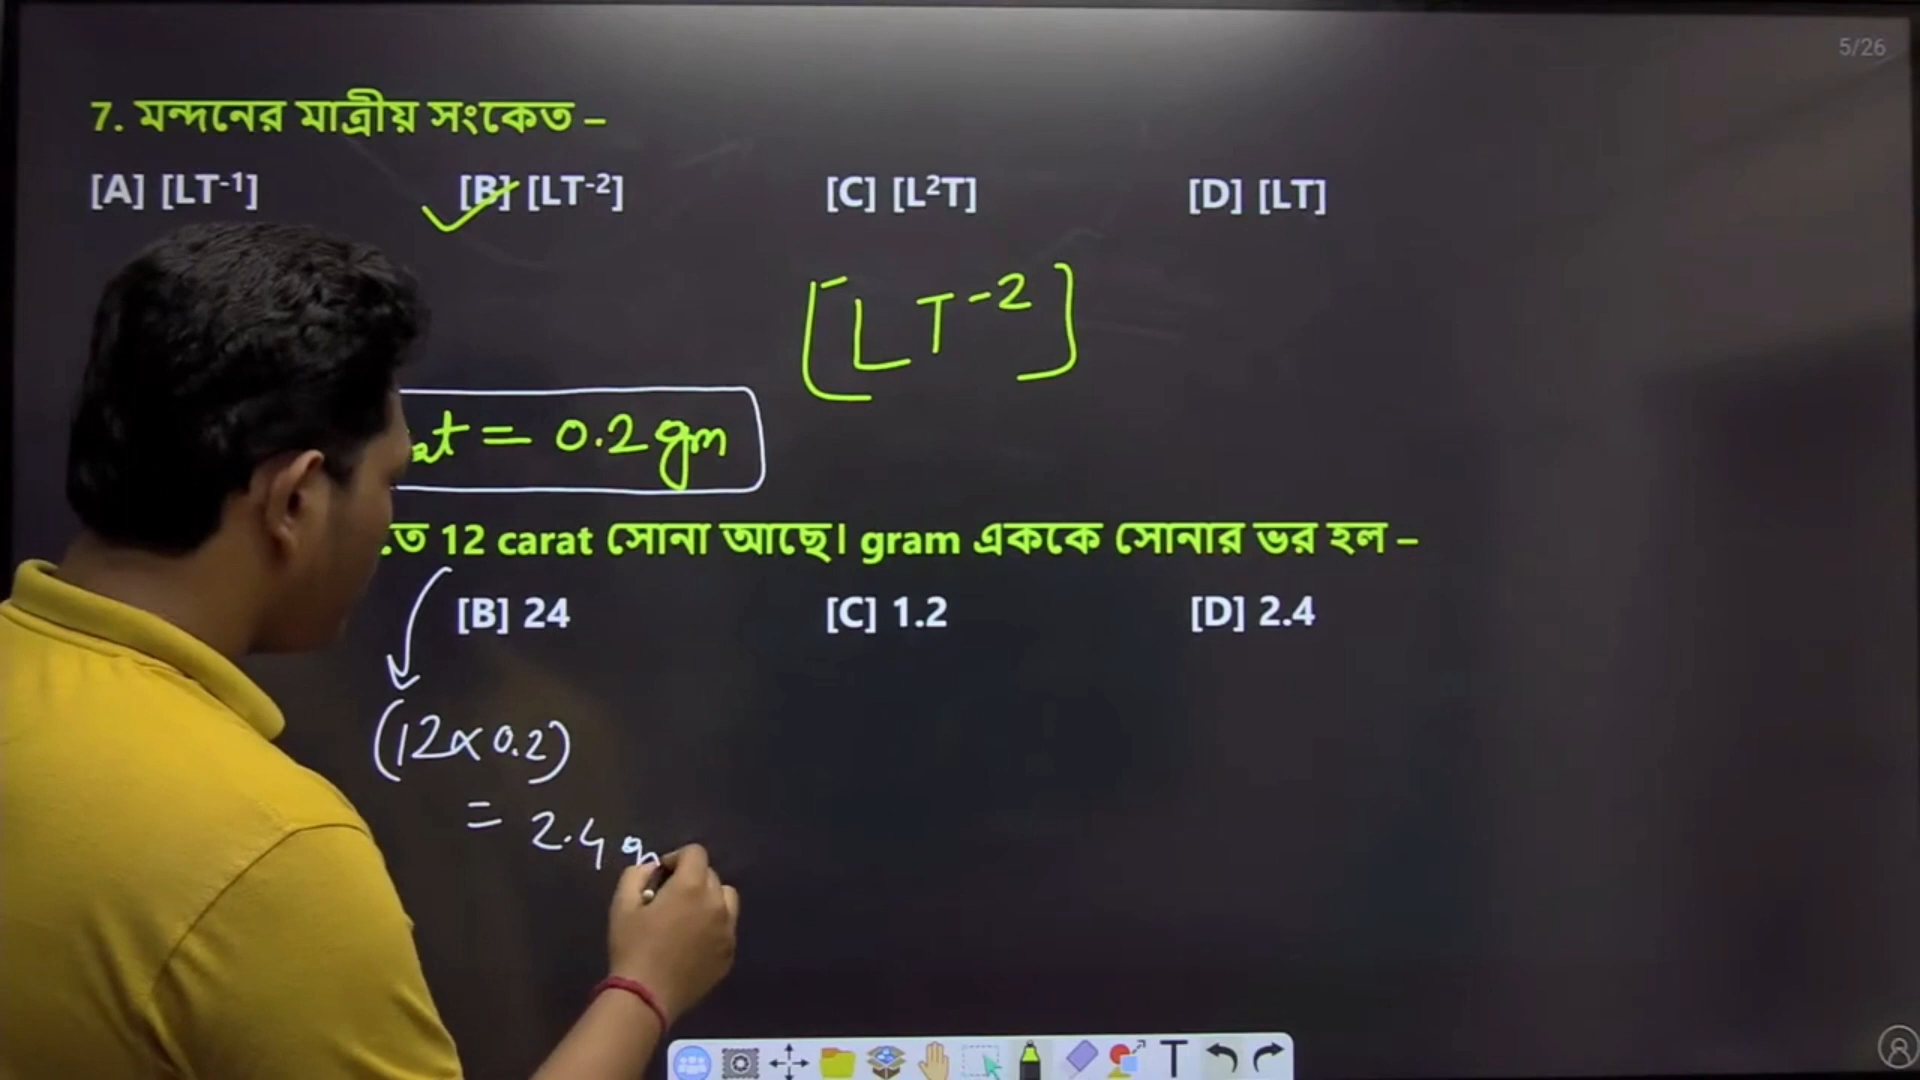 5/26
7. মন্দনের মাত্রীয় সংকেত –
[A] [LT⁻¹] [B] [LT⁻²] [C] [L²T] [D] [LT]
[LT⁻²]
= 0.2 gm
12 carat সোনা আছে। gram এককে সোনার ভর হল –
[B] 24 [C] 1.2 [D] 2.4
(12×0.2)
= 2.4
T